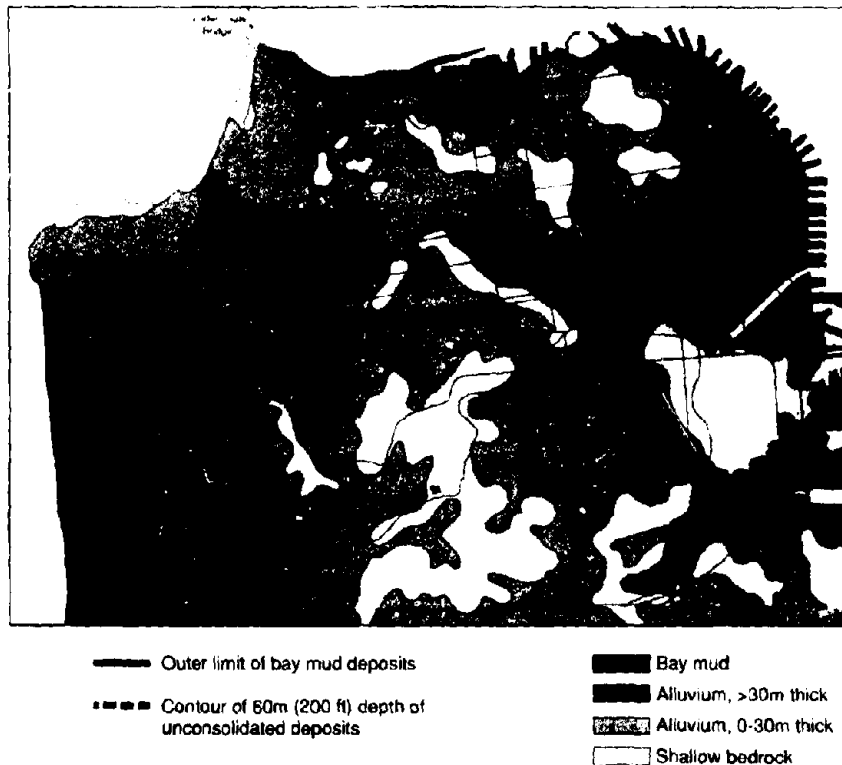 Bridge
Outer limit of bay mud deposits
Contour of 60m (200 ft) depth of
unconsolidated deposits
Bay mud
Alluvium, >30m thick
Alluvium, 0-30m thick
Shallow bedrock